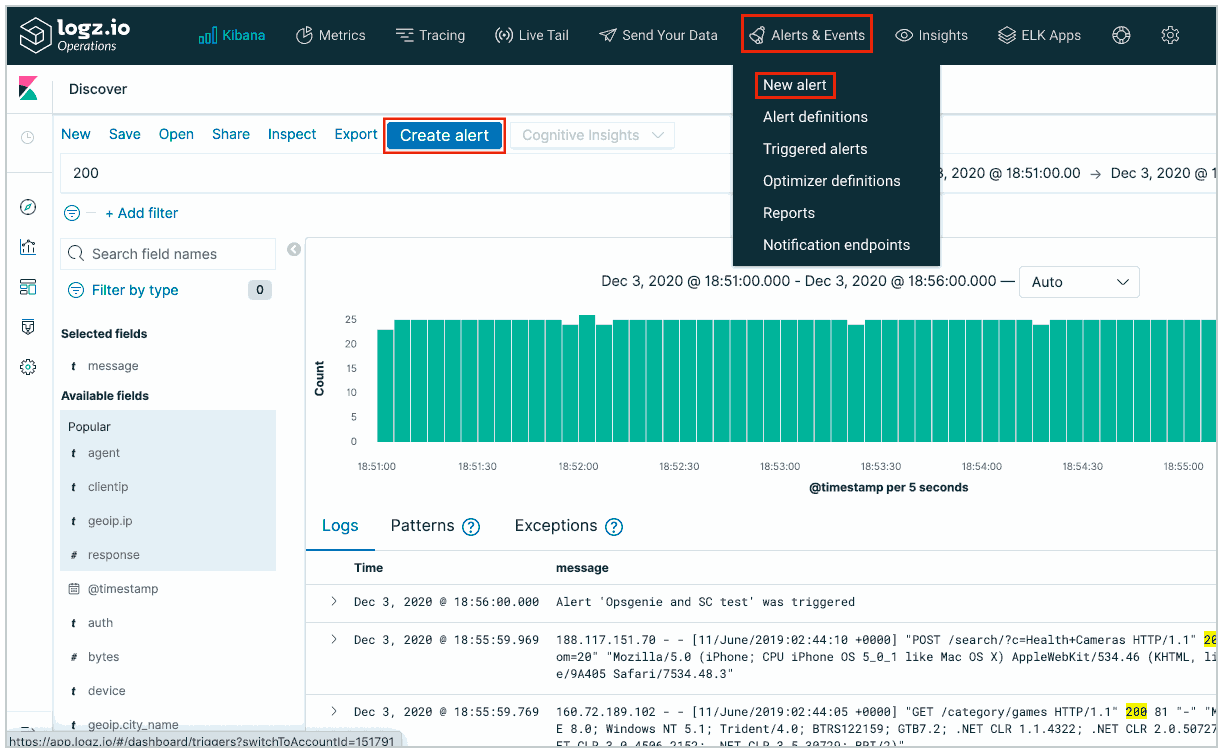 logz.io
Operations
Kibana
Metrics
Tracing
Live Tail
Send Your Data
Alerts & Events
Insights
ELK Apps
New alert
Alert definitions
Triggered alerts
Optimizer definitions
Reports
Notification endpoints
Discover
New Save Open Share Inspect Export Create alert Cognitive Insights
200
3, 2020 @ 18:51:00.00 → Dec 3, 2020 @ 1
+ Add filter
Search field names
Filter by type 0
Selected fields
t message
Available fields
Popular
t agent
t clientip
t geoip.ip
# response
@timestamp
t auth
# bytes
t device
t geoip.city_name
Dec 3, 2020 @ 18:51:00.000 - Dec 3, 2020 @ 18:56:00.000 — Auto
Count
25
20
15
10
5
0
18:51:00 18:51:30 18:52:00 18:52:30 18:53:00 18:53:30 18:54:00 18:54:30 18:55:00
@timestamp per 5 seconds
Logs Patterns ? Exceptions ?
Time message
Dec 3, 2020 @ 18:56:00.000 Alert 'Opsgenie and SC test' was triggered
Dec 3, 2020 @ 18:55:59.969 188.117.151.70 - - [11/June/2019:02:44:10 +0000] "POST /search/?c=Health+Cameras HTTP/1.1" 20
om=20" "Mozilla/5.0 (iPhone; CPU iPhone OS 5_0_1 like Mac OS X) AppleWebKit/534.46 (KHTML, li
e/9A405 Safari/7534.48.3"
Dec 3, 2020 @ 18:55:59.769 160.72.189.102 - - [11/June/2019:02:44:05 +0000] "GET /category/games HTTP/1.1" 200 81 "-" "M
E 8.0; Windows NT 5.1; Trident/4.0; BTRS122159; GTB7.2; .NET CLR 1.1.4322; .NET CLR 2.0.50727
ET CLR 3.0.4506.2152; .NET CLR 3.5.30729; BRI/2)"
https://app.logz.io/#/dashboard/triggers?switchToAccountId=151791